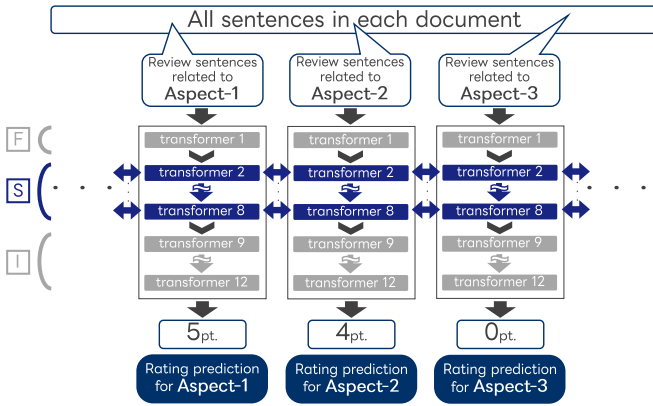 All sentences in each document
Review sentences
related to
Aspect-1
Review sentences
related to
Aspect-2
Review sentences
related to
Aspect-3
F
transformer 1
transformer 1
transformer 1
S
transformer 2
transformer 2
transformer 2
transformer 8
transformer 8
transformer 8
I
transformer 9
transformer 9
transformer 9
transformer 12
transformer 12
transformer 12
5pt.
4pt.
0pt.
Rating prediction
for Aspect-1
Rating prediction
for Aspect-2
Rating prediction
for Aspect-3